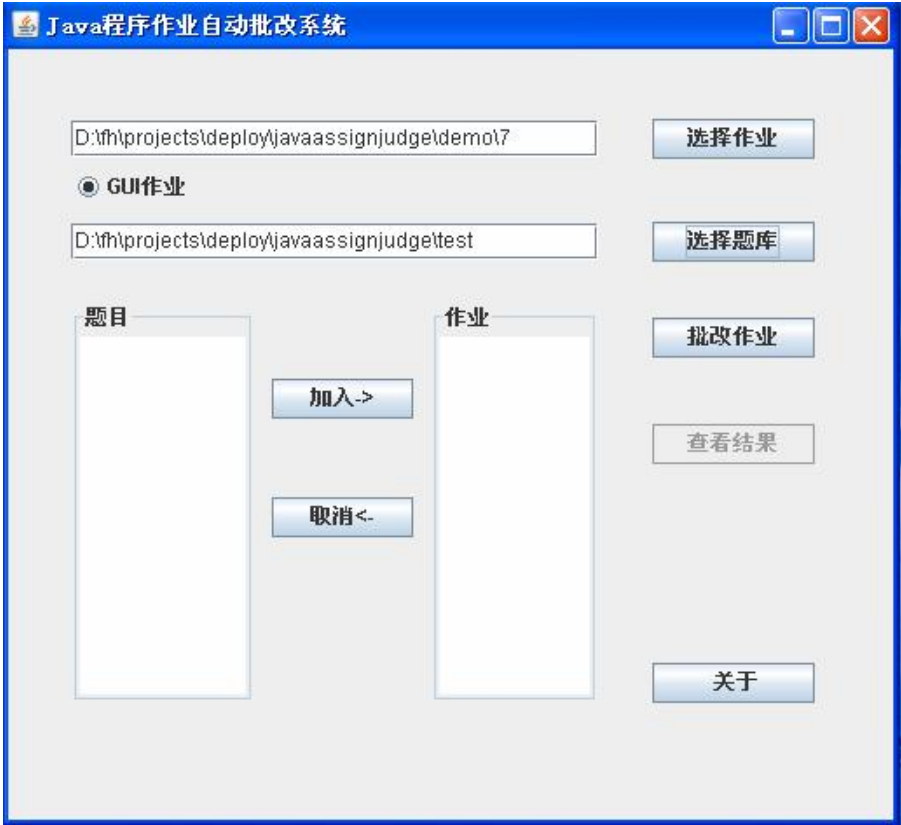 Java程序作业自动批改系统
D:\fh\projects\deploy\javaassignjudge\demo\7
选择作业
GUI作业
D:\fh\projects\deploy\javaassignjudge\test
选择题库
题目
作业
批改作业
加入->
查看结果
取消<-
关于